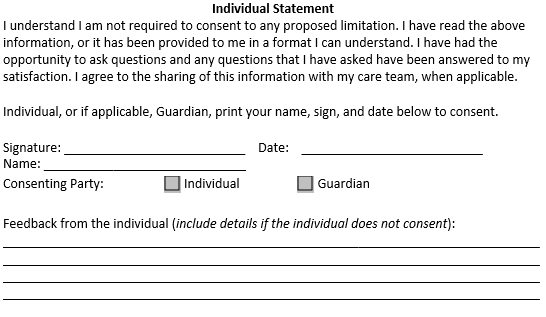 Individual Statement
I understand I am not required to consent to any proposed limitation. I have read the above
information, or it has been provided to me in a format I can understand. I have had the
opportunity to ask questions and any questions that I have asked have been answered to my
satisfaction. I agree to the sharing of this information with my care team, when applicable.
Individual, or if applicable, Guardian, print your name, sign, and date below to consent.
Signature: Date:
Name:
Consenting Party: Individual Guardian
Feedback from the individual (include details if the individual does not consent):